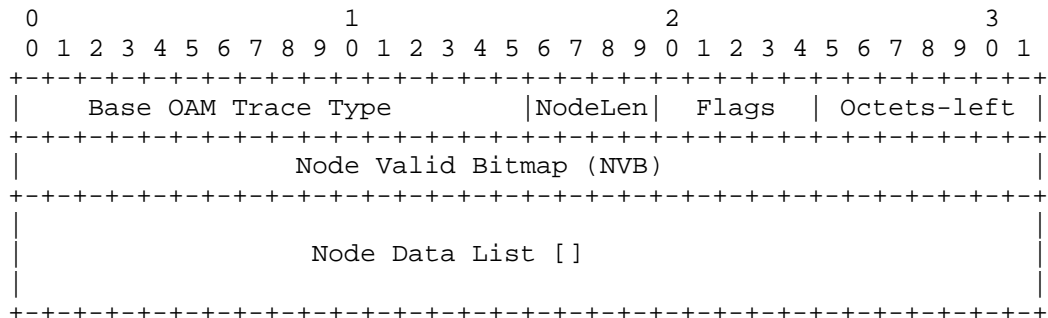 0                   1                   2                   3
 0 1 2 3 4 5 6 7 8 9 0 1 2 3 4 5 6 7 8 9 0 1 2 3 4 5 6 7 8 9 0 1
+-+-+-+-+-+-+-+-+-+-+-+-+-+-+-+-+-+-+-+-+-+-+-+-+-+-+-+-+-+-+-+-+
|    Base OAM Trace Type        |NodeLen|  Flags  | Octets-left |
+-+-+-+-+-+-+-+-+-+-+-+-+-+-+-+-+-+-+-+-+-+-+-+-+-+-+-+-+-+-+-+-+
|                 Node Valid Bitmap (NVB)                       |
+-+-+-+-+-+-+-+-+-+-+-+-+-+-+-+-+-+-+-+-+-+-+-+-+-+-+-+-+-+-+-+-+
|                                                               |
|                  Node Data List []                            |
|                                                               |
+-+-+-+-+-+-+-+-+-+-+-+-+-+-+-+-+-+-+-+-+-+-+-+-+-+-+-+-+-+-+-+-+